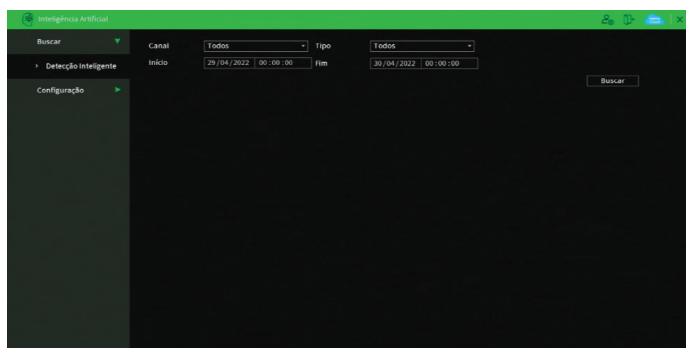 Inteligência Artificial
Buscar
Detecção Inteligente
Configuração
Canal Todos Tipo Todos
Início 29/04/2022 00:00:00 Fim 30/04/2022 00:00:00
Buscar